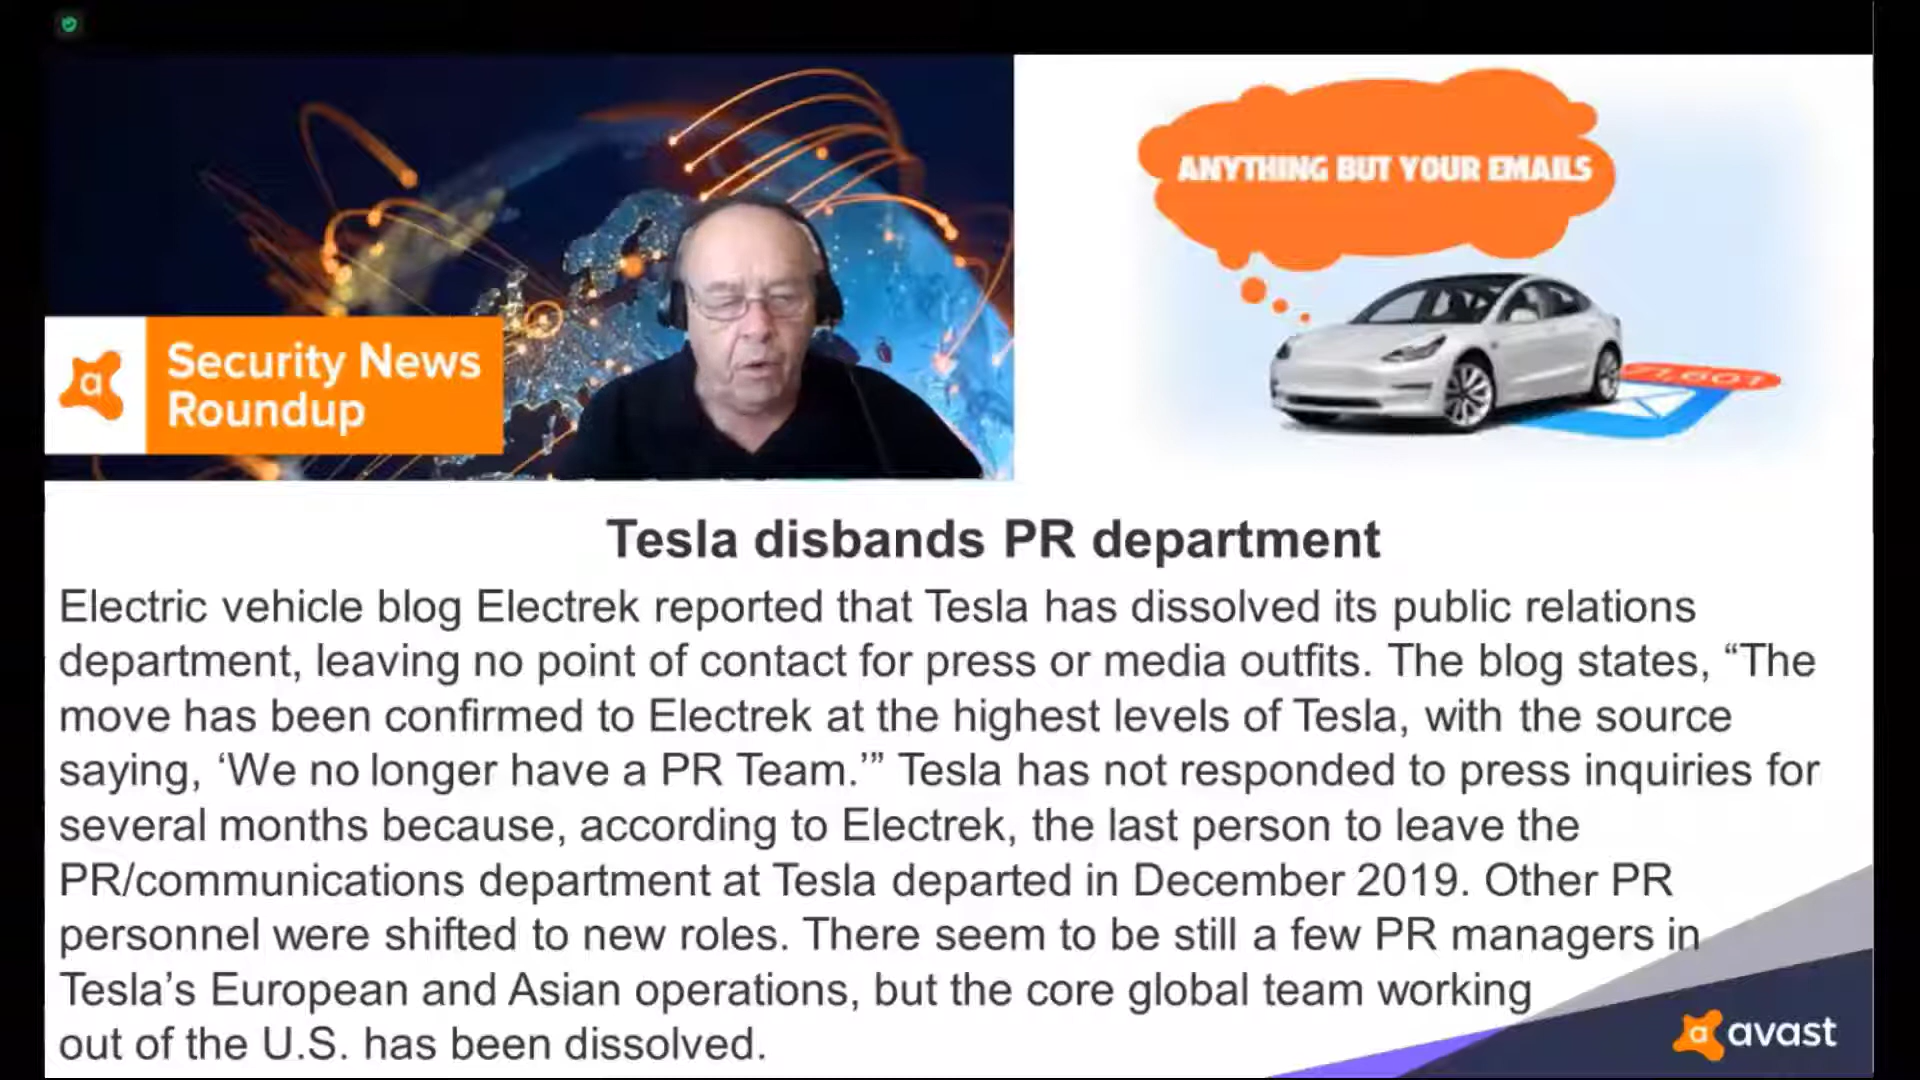 ANYTHING BUT YOUR EMAILS
71,601
a
Security News
Roundup
Tesla disbands PR department
Electric vehicle blog Electrek reported that Tesla has dissolved its public relations
department, leaving no point of contact for press or media outfits. The blog states, “The
move has been confirmed to Electrek at the highest levels of Tesla, with the source
saying, ‘We no longer have a PR Team.’” Tesla has not responded to press inquiries for
several months because, according to Electrek, the last person to leave the
PR/communications department at Tesla departed in December 2019. Other PR
personnel were shifted to new roles. There seem to be still a few PR managers in
Tesla’s European and Asian operations, but the core global team working
out of the U.S. has been dissolved.
a avast